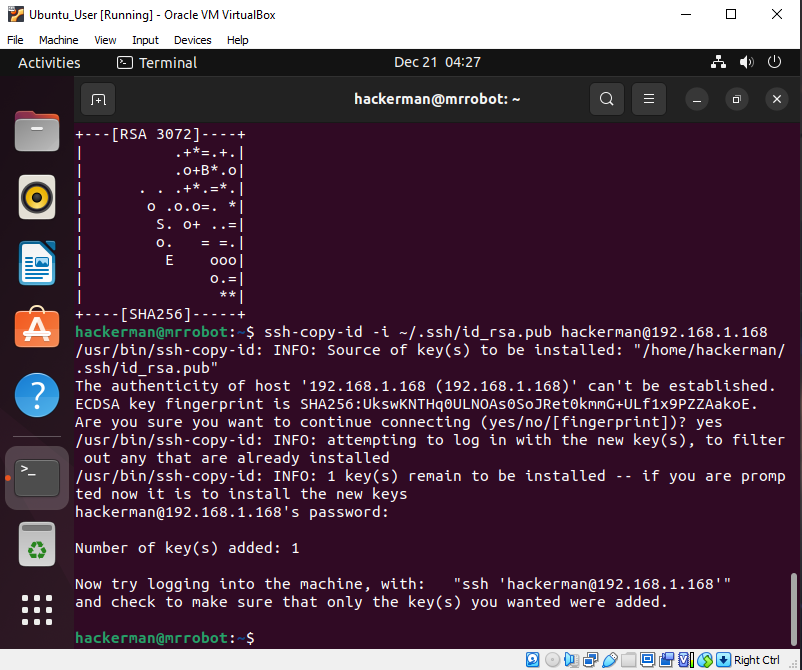 Ubuntu_User [Running] - Oracle VM VirtualBox
File Machine View Input Devices Help
Activities Terminal Dec 21 04:27
hackerman@mrrobot: ~
+---[RSA 3072]----+
|           .+*=.+.|
|           .o+B*.o|
|       . . .+*.=*.|
|        o .o.o=. *|
|         S. o+ ..=|
|         o.   = =.|
|          E    ooo|
|               o.=|
|                **|
+----[SHA256]-----+
hackerman@mrrobot:~$ ssh-copy-id -i ~/.ssh/id_rsa.pub hackerman@192.168.1.168
/usr/bin/ssh-copy-id: INFO: Source of key(s) to be installed: "/home/hackerman/
.ssh/id_rsa.pub"
The authenticity of host '192.168.1.168 (192.168.1.168)' can't be established.
ECDSA key fingerprint is SHA256:UkswKNTHq0ULNOAs0SoJRet0kmmG+ULf1x9PZZAakoE.
Are you sure you want to continue connecting (yes/no/[fingerprint])? yes
/usr/bin/ssh-copy-id: INFO: attempting to log in with the new key(s), to filter
 out any that are already installed
/usr/bin/ssh-copy-id: INFO: 1 key(s) remain to be installed -- if you are promp
ted now it is to install the new keys
hackerman@192.168.1.168's password:
Number of key(s) added: 1
Now try logging into the machine, with:   "ssh 'hackerman@192.168.1.168'"
and check to make sure that only the key(s) you wanted were added.
hackerman@mrrobot:~$
Right Ctrl